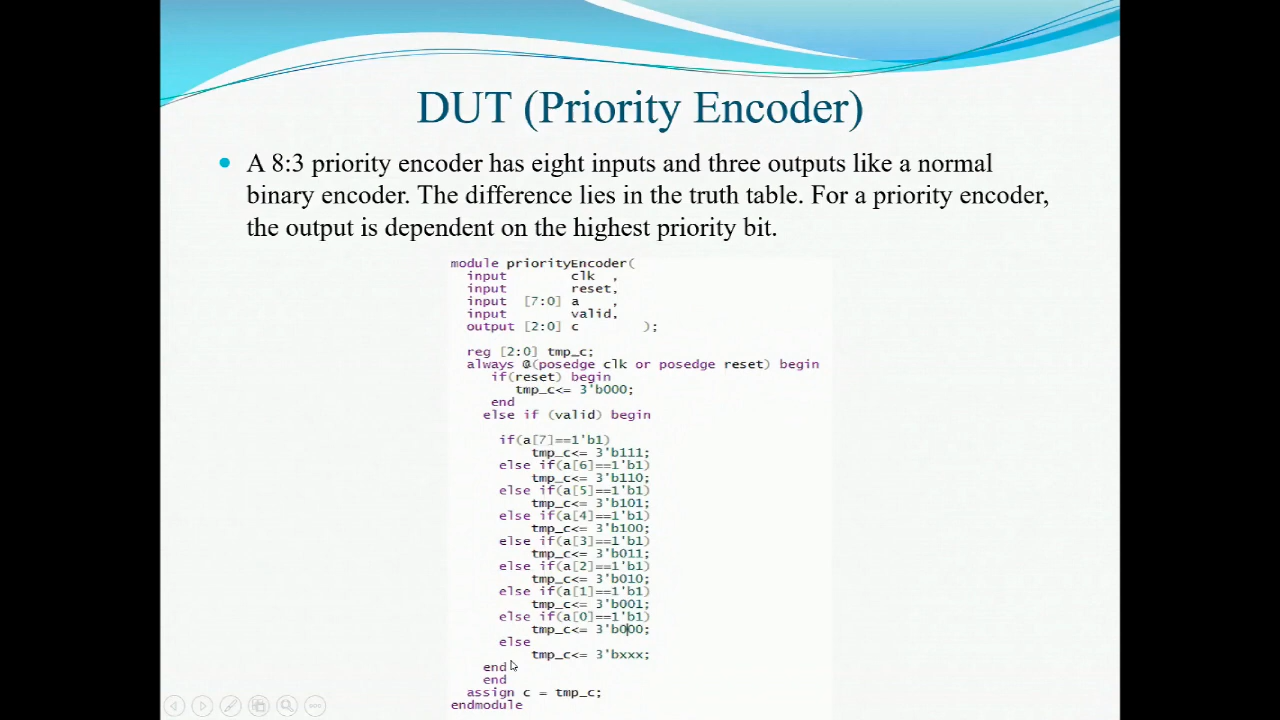 DUT (Priority Encoder)
• A 8:3 priority encoder has eight inputs and three outputs like a normal
binary encoder. The difference lies in the truth table. For a priority encoder,
the output is dependent on the highest priority bit.
module priorityEncoder(
input clk ,
input reset,
input [7:0] a ,
input valid,
output [2:0] c );
reg [2:0] tmp_c;
always @(posedge clk or posedge reset) begin
if(reset) begin
tmp_c<= 3'b000;
end
else if (valid) begin
if(a[7]==1'b1)
tmp_c<= 3'b111;
else if(a[6]==1'b1)
tmp_c<= 3'b110;
else if(a[5]==1'b1)
tmp_c<= 3'b101;
else if(a[4]==1'b1)
tmp_c<= 3'b100;
else if(a[3]==1'b1)
tmp_c<= 3'b011;
else if(a[2]==1'b1)
tmp_c<= 3'b010;
else if(a[1]==1'b1)
tmp_c<= 3'b001;
else if(a[0]==1'b1)
tmp_c<= 3'b000;
else
tmp_c<= 3'bxxx;
end
end
assign c = tmp_c;
endmodule